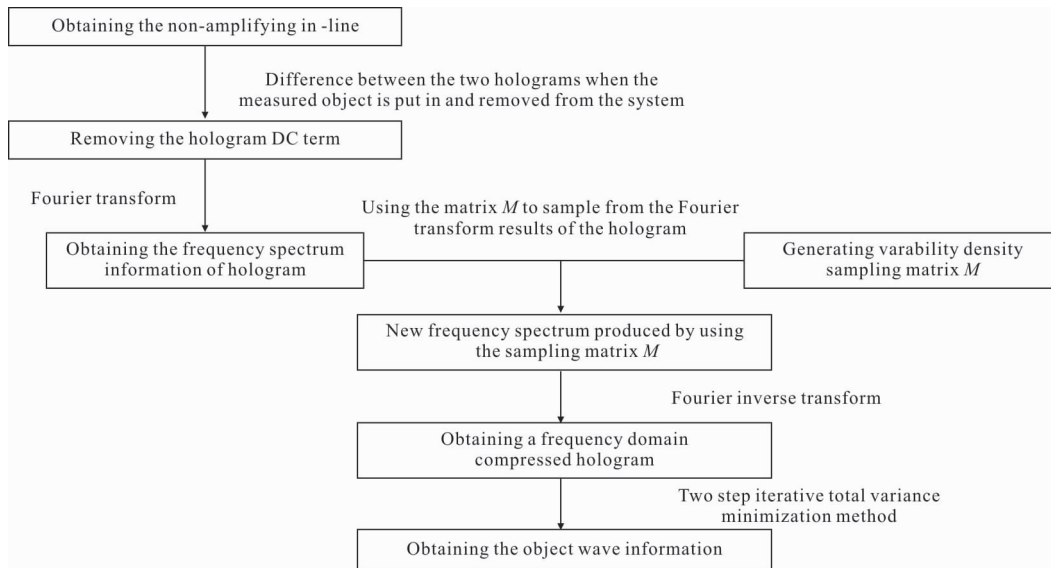 Obtaining the non-amplifying in -line
Difference between the two holograms when the
measured object is put in and removed from the system
Removing the hologram DC term
Fourier transform
Using the matrix M to sample from the Fourier
transform results of the hologram
Obtaining the frequency spectrum
information of hologram
Generating varability density
sampling matrix M
New frequency spectrum produced by using
the sampling matrix M
Fourier inverse transform
Obtaining a frequency domain
compressed hologram
Two step iterative total variance
minimization method
Obtaining the object wave information